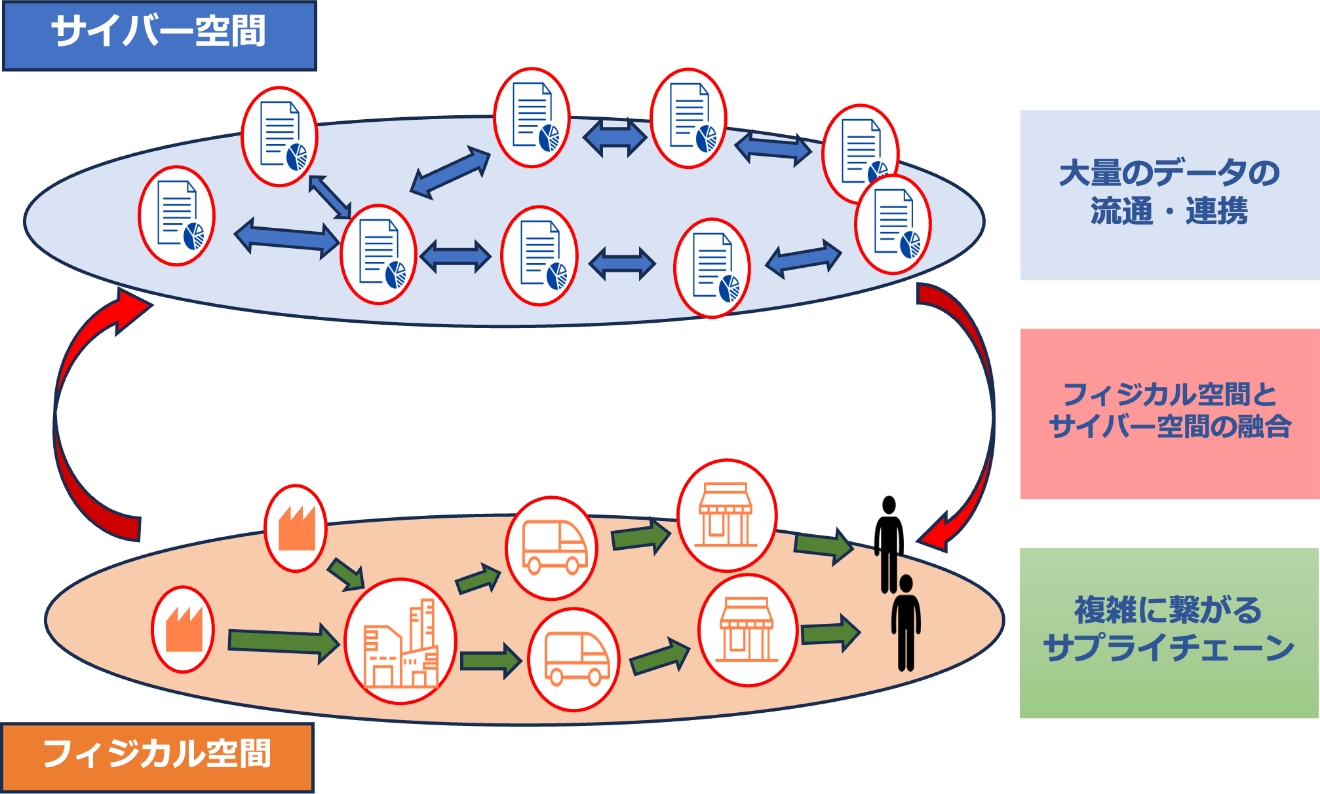 サイバー空間
大量のデータの
流通・連携
フィジカル空間と
サイバー空間の融合
複雑に繋がる
サプライチェーン
フィジカル空間